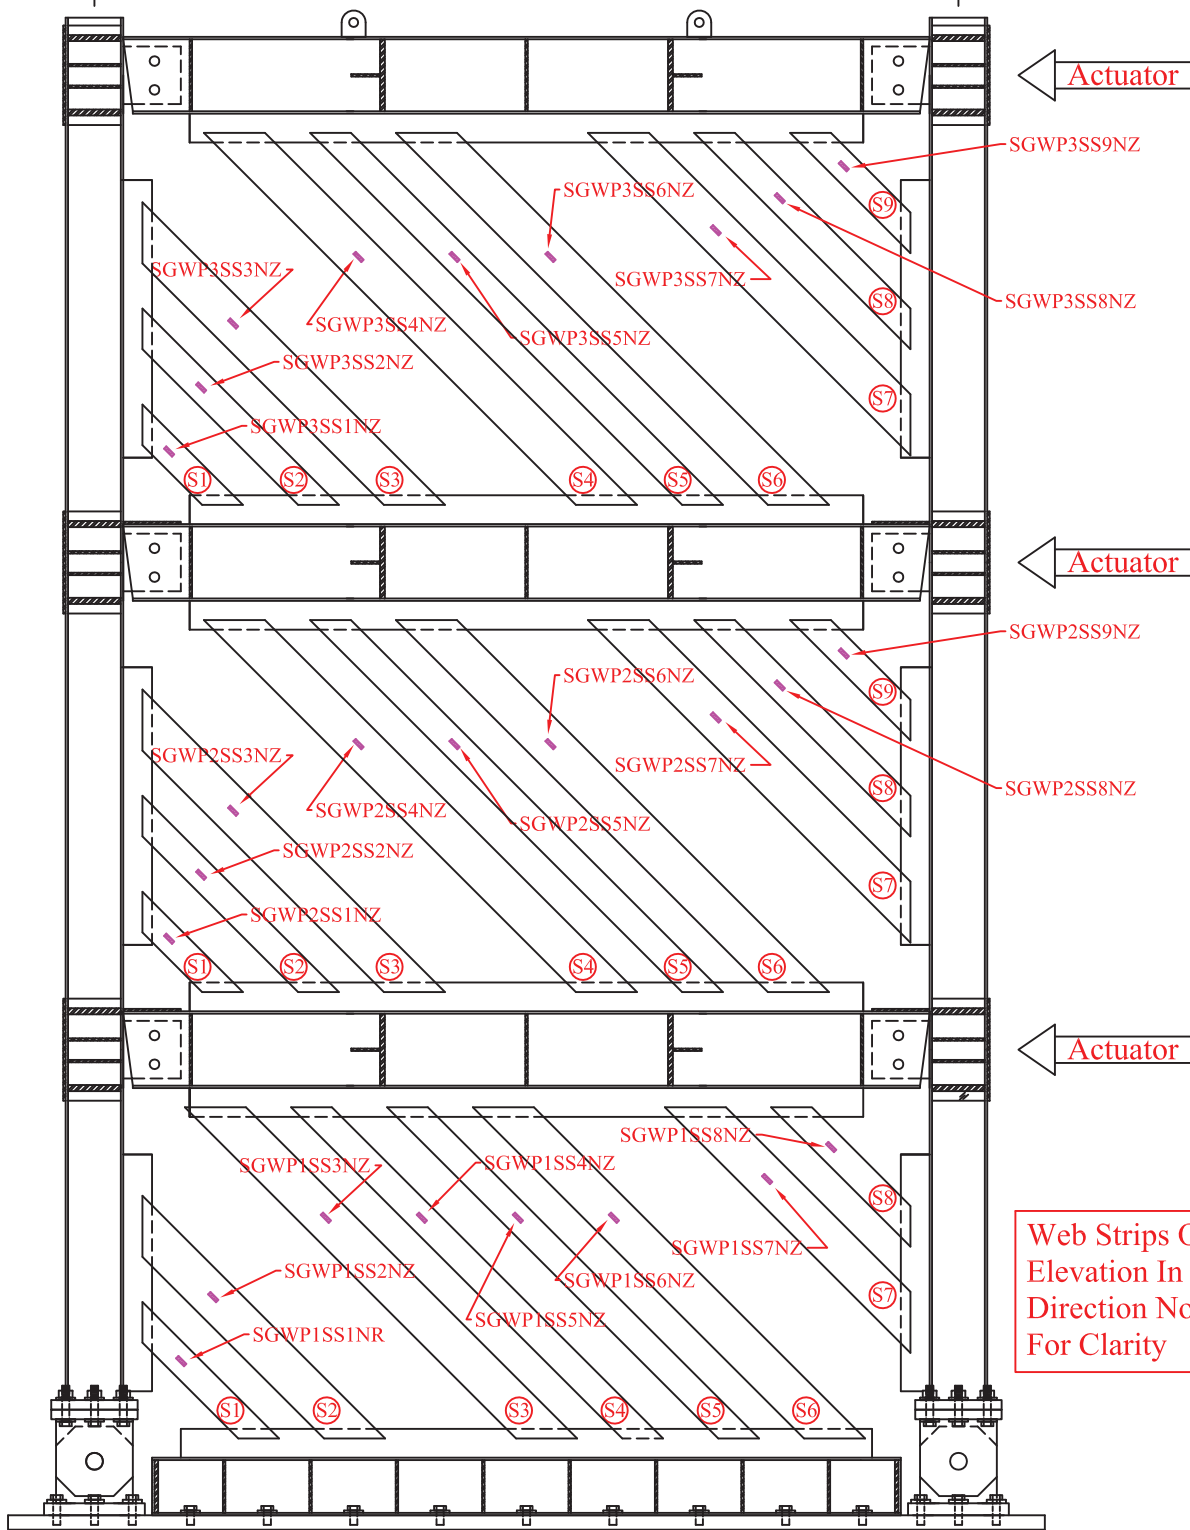 Actuator
SGWP3SS9NZ
SGWP3SS6NZ
S9
SGWP3SS3NZ
SGWP3SS7NZ
SGWP3SS8NZ
S8
SGWP3SS4NZ
SGWP3SS5NZ
SGWP3SS2NZ
S7
SGWP3SS1NZ
S1
S2
S3
S4
S5
S6
Actuator
SGWP2SS9NZ
SGWP2SS6NZ
S9
SGWP2SS3NZ
SGWP2SS7NZ
SGWP2SS8NZ
S8
SGWP2SS4NZ
SGWP2SS5NZ
SGWP2SS2NZ
S7
SGWP2SS1NZ
S1
S2
S3
S4
S5
S6
Actuator
SGWP1SS8NZ
SGWP1SS3NZ
SGWP1SS4NZ
S8
SGWP1SS7NZ
SGWP1SS2NZ
SGWP1SS6NZ
S7
SGWP1SS5NZ
SGWP1SS1NR
S1
S2
S3
S4
S5
S6
Web Strips
Elevation In
Direction
For Clarity